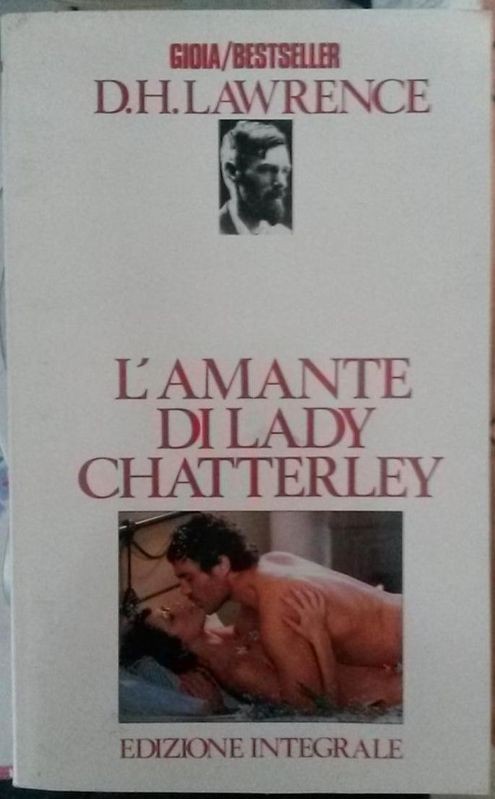 GIOIA/BESTSELLER
D.H.LAWRENCE
L'AMANTE
DI LADY
CHATTERLEY
EDIZIONE INTEGRALE